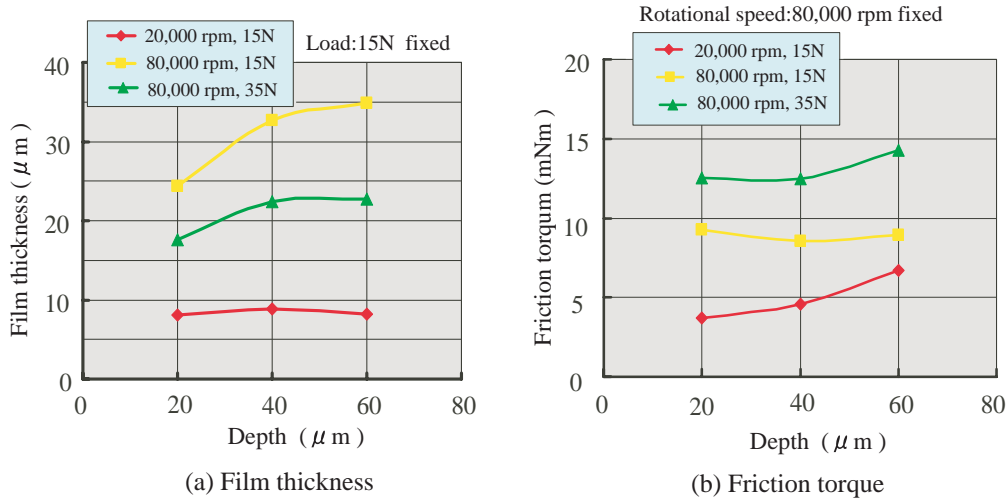 20,000 rpm, 15N
80,000 rpm, 15N
80,000 rpm, 35N
Load:15N fixed
40
30
20
10
0
0
20
40
60
80
Film thickness (μm)
Depth (μm)
(a) Film thickness
Rotational speed:80,000 rpm fixed
20,000 rpm, 15N
80,000 rpm, 15N
80,000 rpm, 35N
20
15
10
5
0
0
20
40
60
80
Friction torqum (mNm)
Depth (μm)
(b) Friction torque